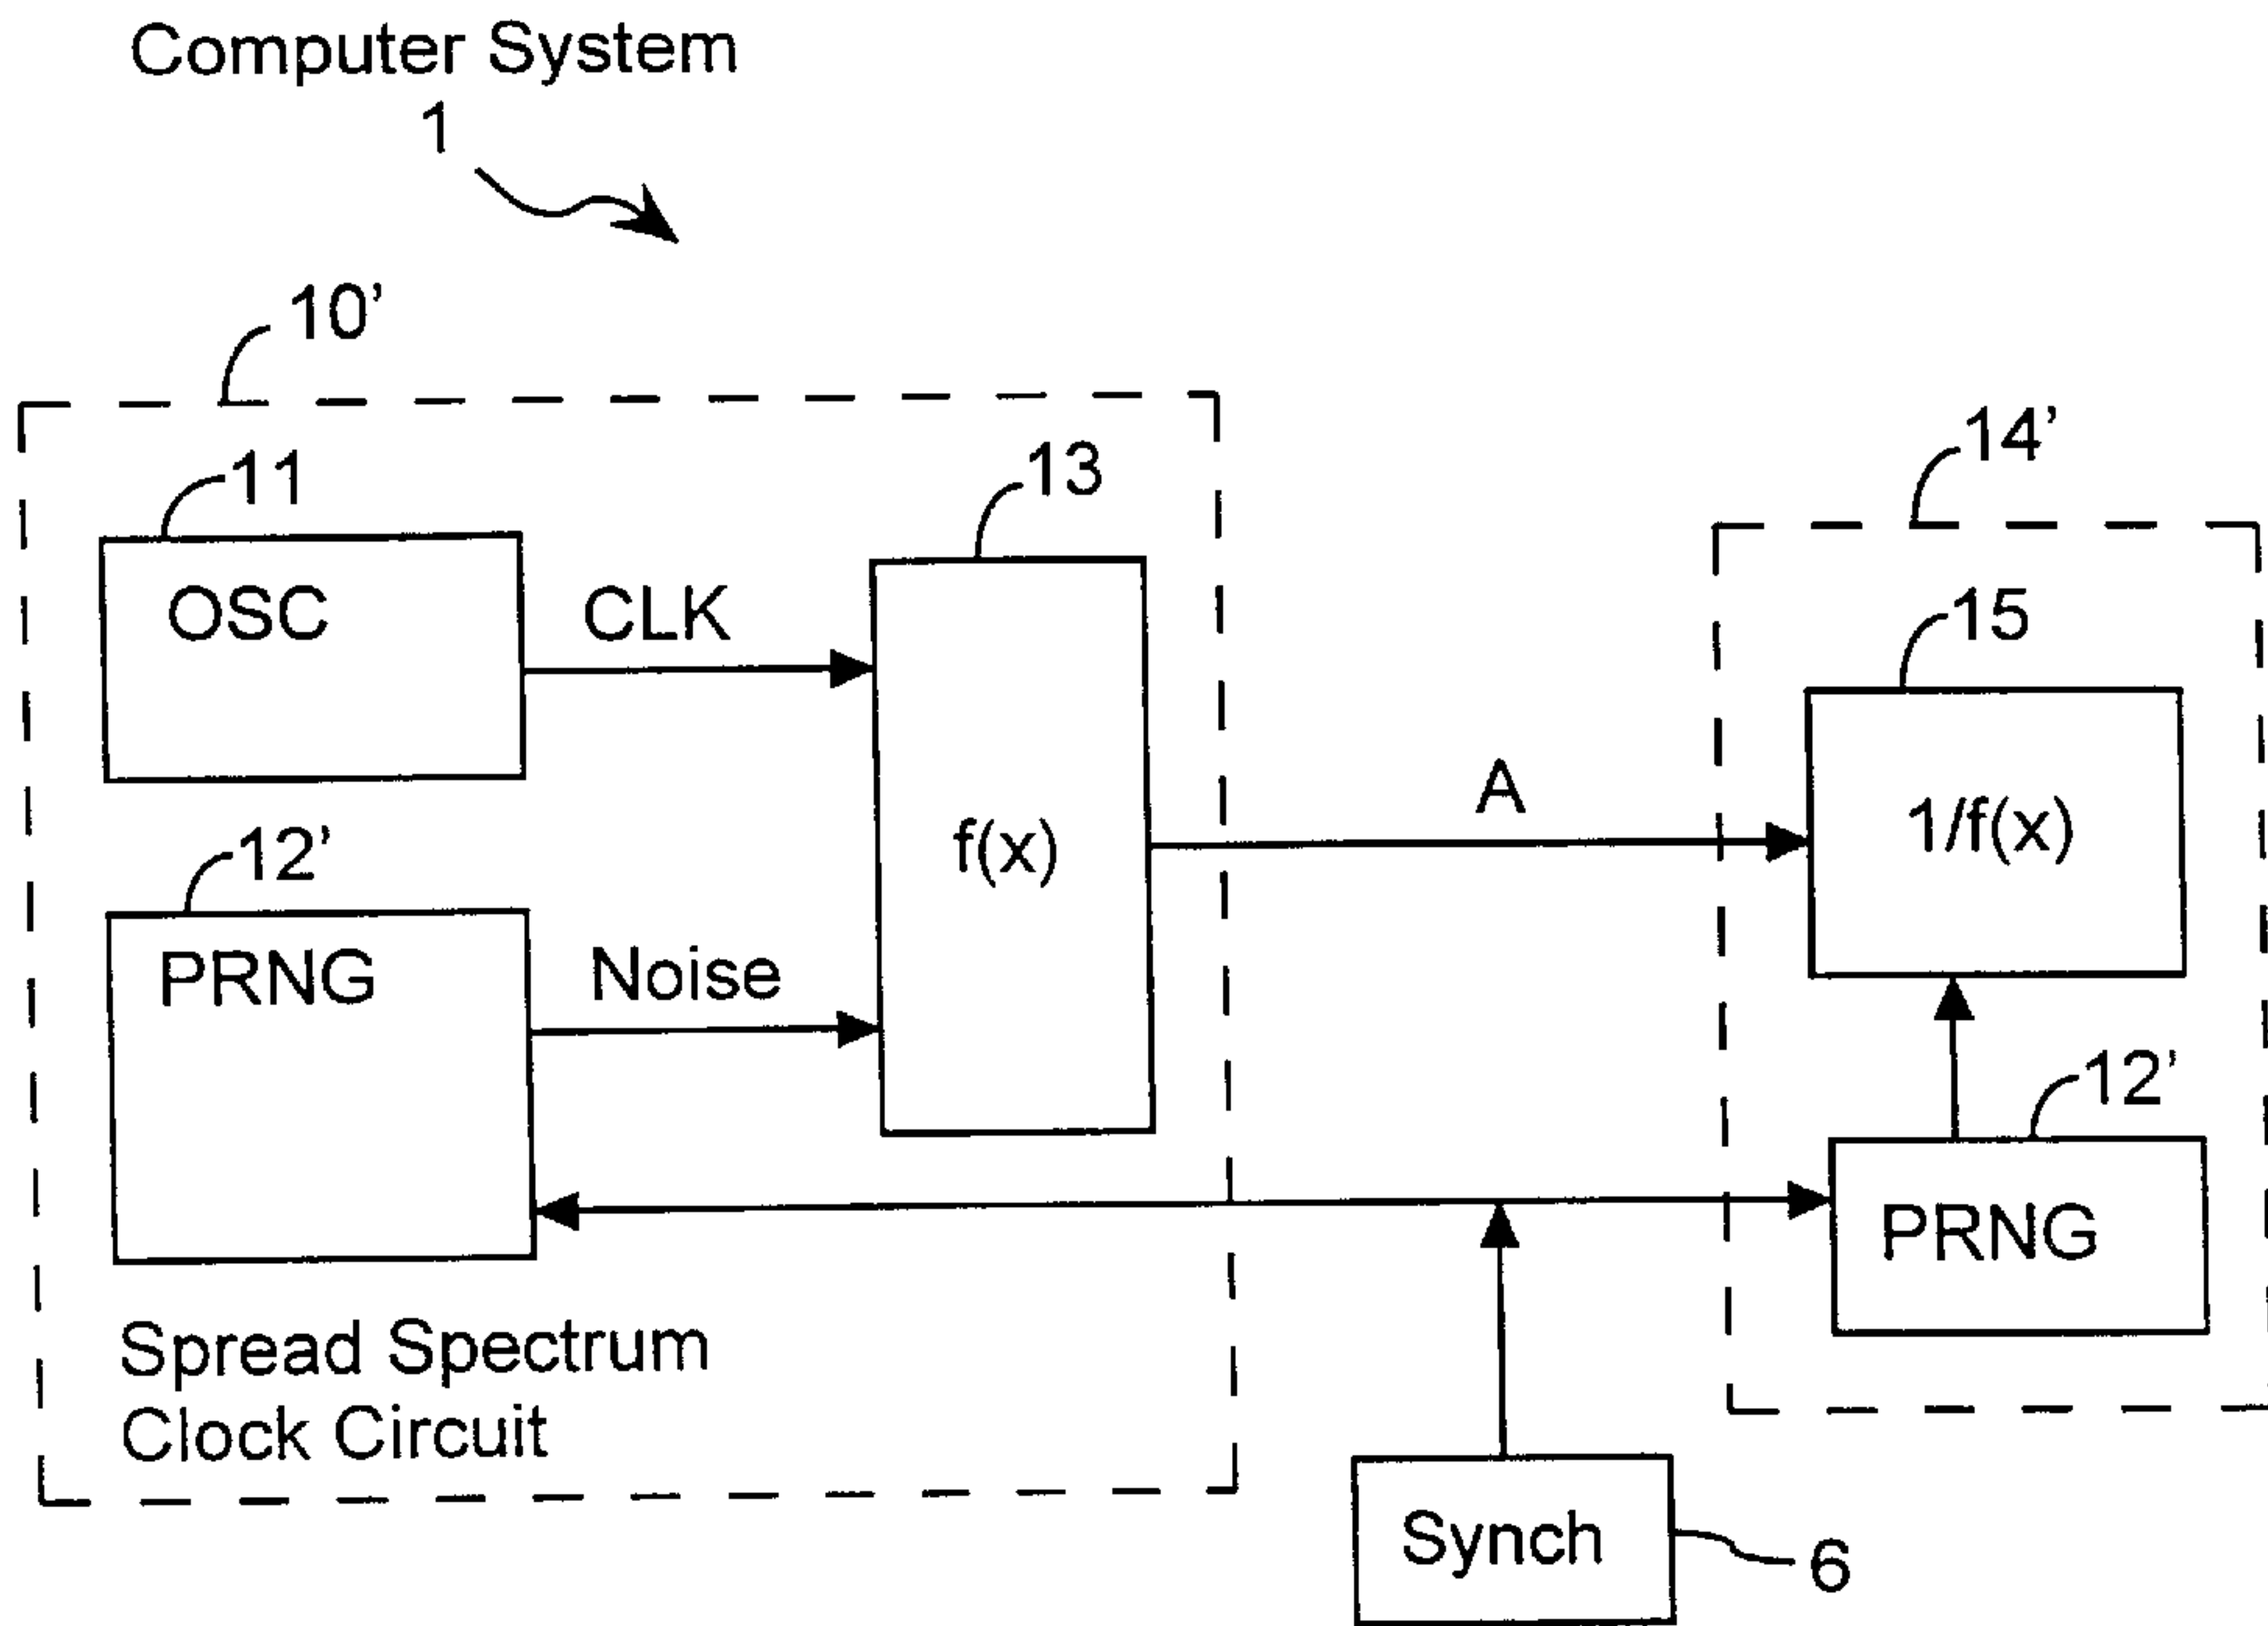 Computer System
1
10’
11
13
14’
OSC
CLK
15
A
f(x)
1/f(x)
12’
PRNG
Noise
12’
PRNG
Spread Spectrum
Clock Circuit
Synch
6